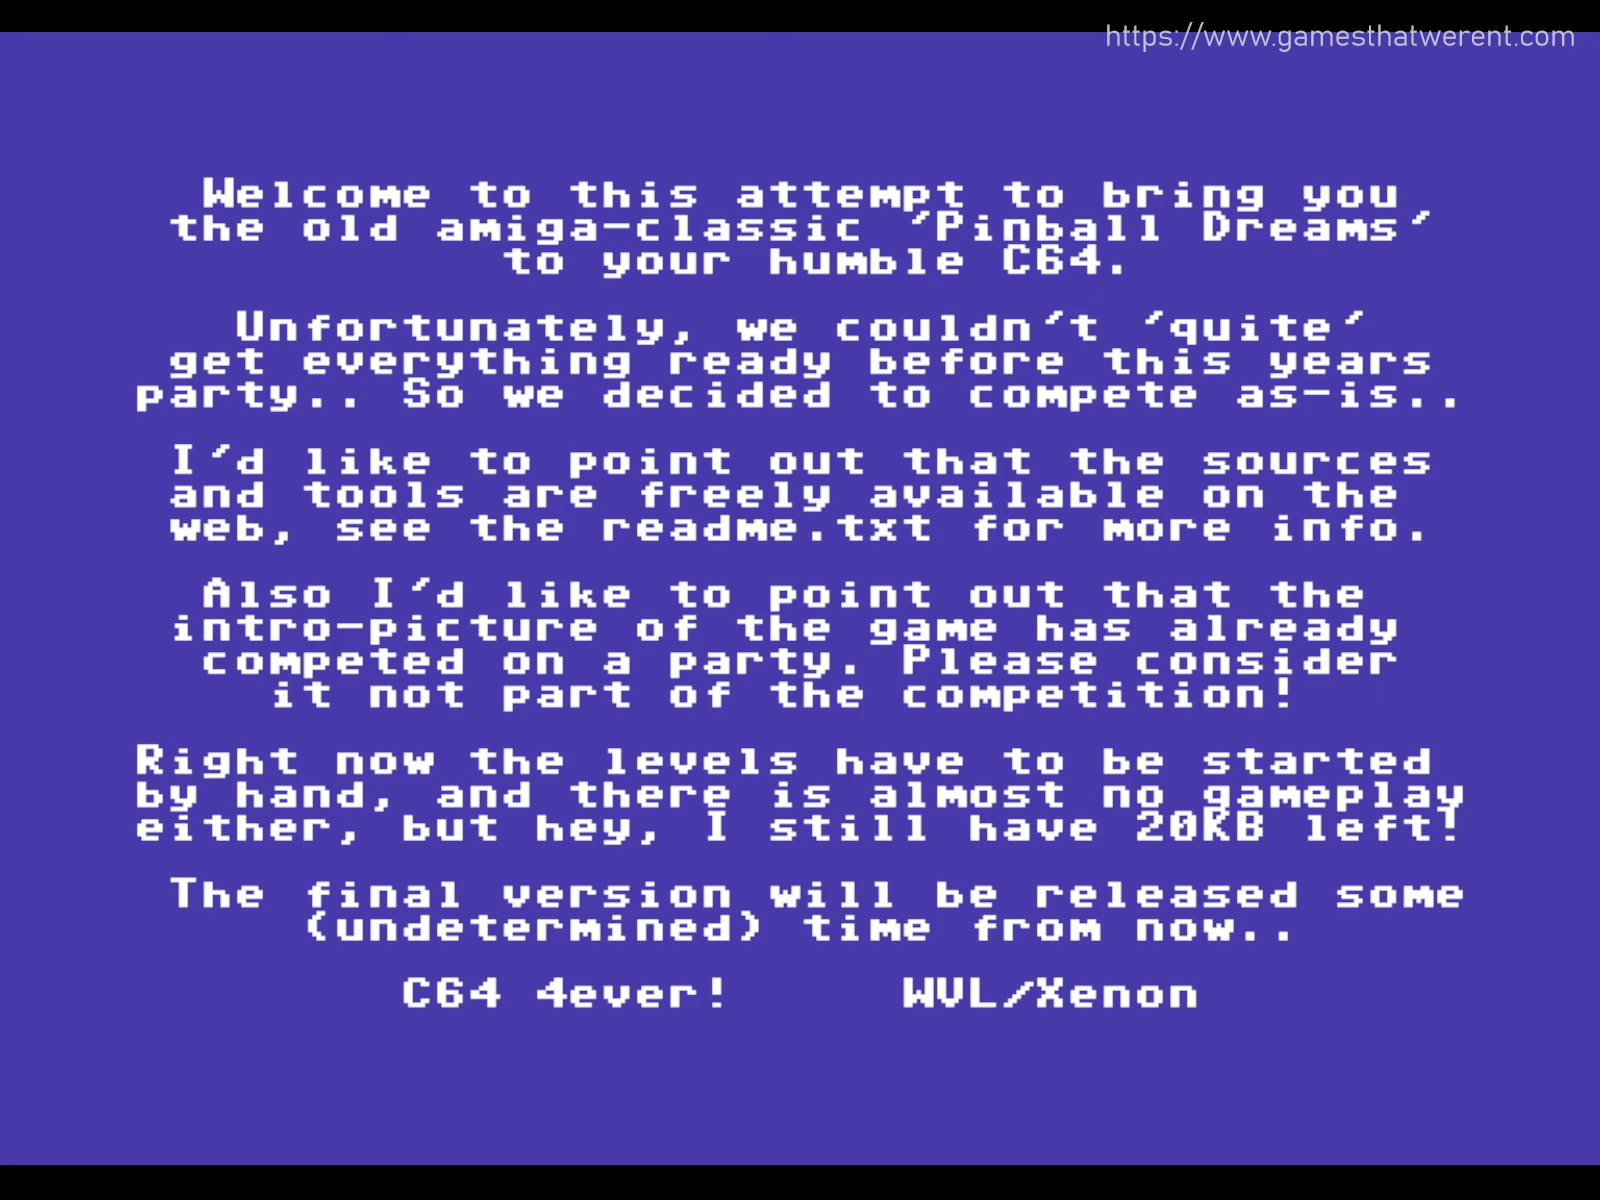 https://www.gamesthatwerent.com
Welcome to this attempt to bring you
the old amiga-classic 'Pinball Dreams'
to your humble C64.
Unfortunately, we couldn't 'quite'
get everything ready before this years
party.. So we decided to compete as-is..
I'd like to point out that the sources
and tools are freely available on the
web, see the readme.txt for more info.
Also I'd like to point out that the
intro-picture of the game has already
competed on a party. Please consider
it not part of the competition!
Right now the levels have to be started
by hand, and there is almost no gameplay
either, but hey, I still have 20KB left!
The final version will be released some
(undetermined) time from now..
C64 4ever! WVL/Xenon